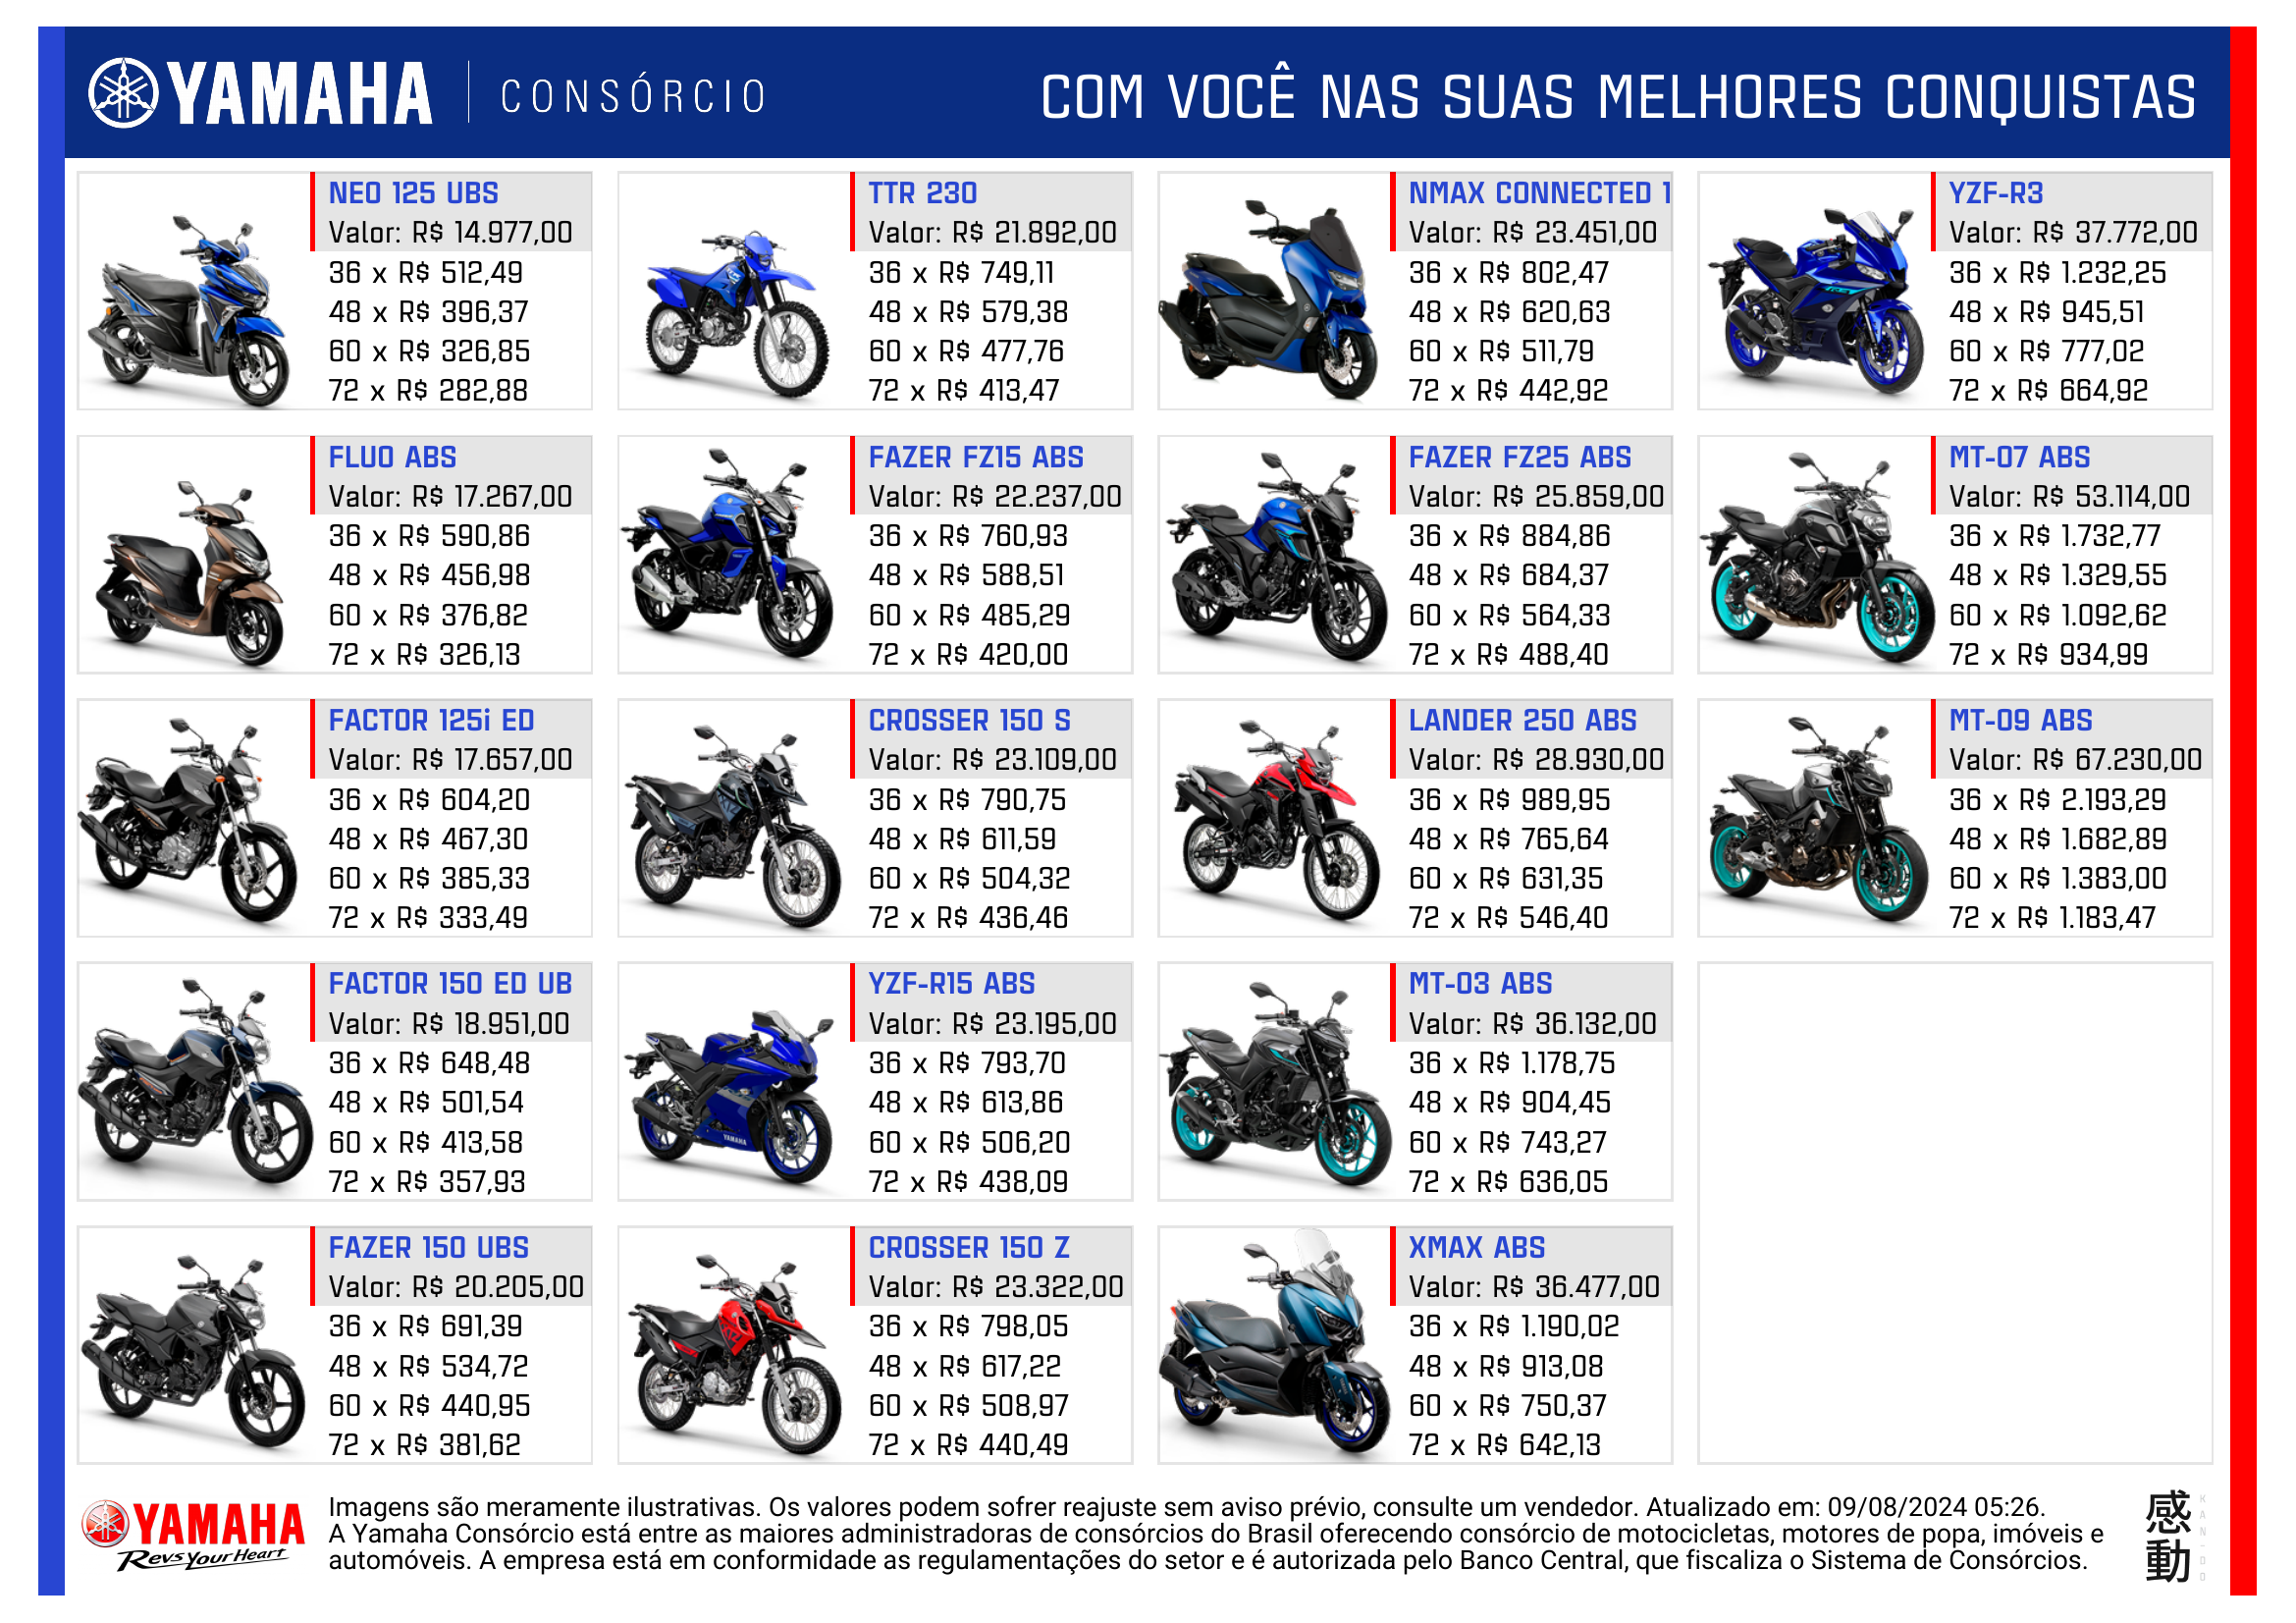 YAMAHA CONSÓRCIO
COM VOCÊ NAS SUAS MELHORES CONQUISTAS
NEO 125 UBS
Valor: R$ 14.977,00
36 x R$ 512,49
48 x R$ 396,37
60 x R$ 326,85
72 x R$ 282,88
TTR 230
Valor: R$ 21.892,00
36 x R$ 749,11
48 x R$ 579,38
60 x R$ 477,76
72 x R$ 413,47
NMAX CONNECTED 1
Valor: R$ 23.451,00
36 x R$ 802,47
48 x R$ 620,63
60 x R$ 511,79
72 x R$ 442,92
YZF-R3
Valor: R$ 37.772,00
36 x R$ 1.232,25
48 x R$ 945,51
60 x R$ 777,02
72 x R$ 664,92
FLUO ABS
Valor: R$ 17.267,00
36 x R$ 590,86
48 x R$ 456,98
60 x R$ 376,82
72 x R$ 326,13
FAZER FZ15 ABS
Valor: R$ 22.237,00
36 x R$ 760,93
48 x R$ 588,51
60 x R$ 485,29
72 x R$ 420,00
FAZER FZ25 ABS
Valor: R$ 25.859,00
36 x R$ 884,86
48 x R$ 684,37
60 x R$ 564,33
72 x R$ 488,40
MT-07 ABS
Valor: R$ 53.114,00
36 x R$ 1.732,77
48 x R$ 1.329,55
60 x R$ 1.092,62
72 x R$ 934,99
FACTOR 125i ED
Valor: R$ 17.657,00
36 x R$ 604,20
48 x R$ 467,30
60 x R$ 385,33
72 x R$ 333,49
CROSSER 150 S
Valor: R$ 23.109,00
36 x R$ 790,75
48 x R$ 611,59
60 x R$ 504,32
72 x R$ 436,46
LANDER 250 ABS
Valor: R$ 28.930,00
36 x R$ 989,95
48 x R$ 765,64
60 x R$ 631,35
72 x R$ 546,40
MT-09 ABS
Valor: R$ 67.230,00
36 x R$ 2.193,29
48 x R$ 1.682,89
60 x R$ 1.383,00
72 x R$ 1.183,47
FACTOR 150 ED UB
Valor: R$ 18.951,00
36 x R$ 648,48
48 x R$ 501,54
60 x R$ 413,58
72 x R$ 357,93
YZF-R15 ABS
Valor: R$ 23.195,00
36 x R$ 793,70
48 x R$ 613,86
60 x R$ 506,20
72 x R$ 438,09
MT-03 ABS
Valor: R$ 36.132,00
36 x R$ 1.178,75
48 x R$ 904,45
60 x R$ 743,27
72 x R$ 636,05
FAZER 150 UBS
Valor: R$ 20.205,00
36 x R$ 691,39
48 x R$ 534,72
60 x R$ 440,95
72 x R$ 381,62
CROSSER 150 Z
Valor: R$ 23.322,00
36 x R$ 798,05
48 x R$ 617,22
60 x R$ 508,97
72 x R$ 440,49
XMAX ABS
Valor: R$ 36.477,00
36 x R$ 1.190,02
48 x R$ 913,08
60 x R$ 750,37
72 x R$ 642,13
YAMAHA
Revs Your Heart
Imagens são meramente ilustrativas. Os valores podem sofrer reajuste sem aviso prévio, consulte um vendedor. Atualizado em: 09/08/2024 05:26.
A Yamaha Consórcio está entre as maiores administradoras de consórcios do Brasil oferecendo consórcio de motocicletas, motores de popa, imóveis e
automóveis. A empresa está em conformidade as regulamentações do setor e é autorizada pelo Banco Central, que fiscaliza o Sistema de Consórcios.
感動
KAN-DO